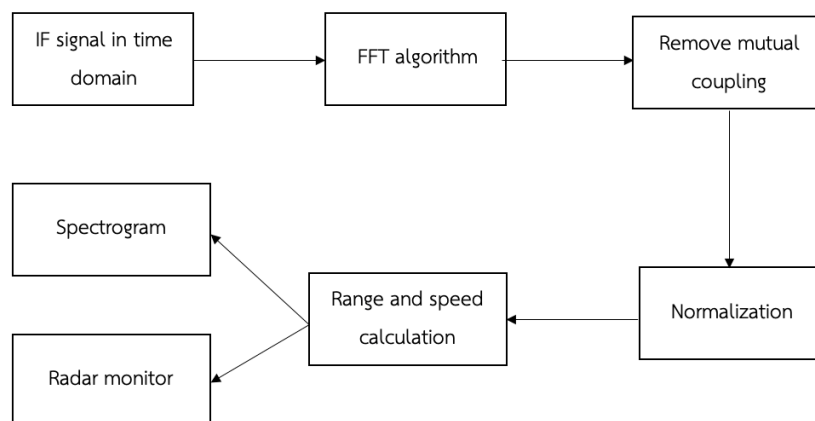 IF signal in time
domain
FFT algorithm
Remove mutual
coupling
Normalization
Range and speed
calculation
Spectrogram
Radar monitor